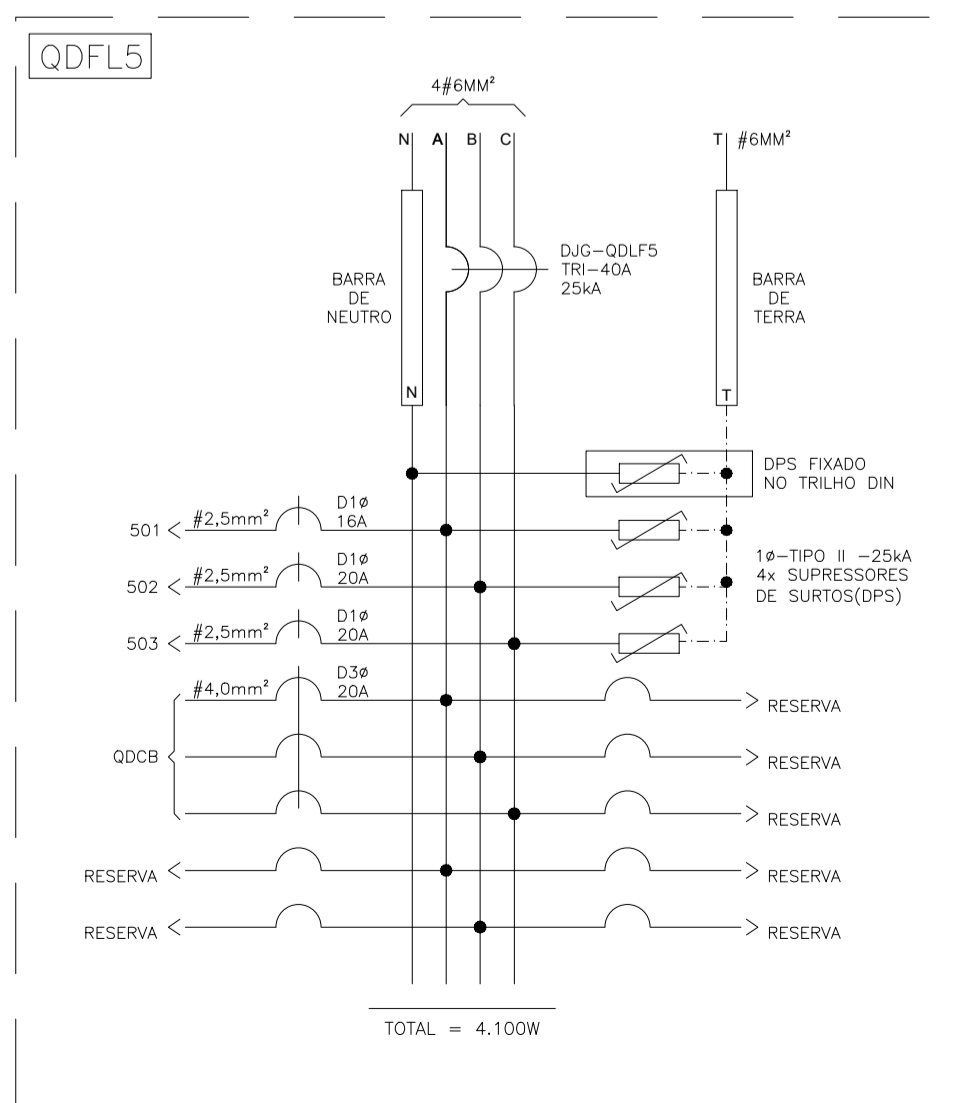 QDFL5
4#6MM²
N A B C
T #6MM²
DJG-QDLF5
TRI-40A
25kA
BARRA
DE
NEUTRO
BARRA
DE
TERRA
N
T
DPS FIXADO
NO TRILHO DIN
501 #2,5mm² D1ø
16A
502 #2,5mm² D1ø
20A
503 #2,5mm² D1ø
20A
1ø-TIPO II -25kA
4x SUPRESSORES
DE SURTOS(DPS)
#4,0mm² D3ø
20A
RESERVA
QDCB
RESERVA
RESERVA
RESERVA
RESERVA
RESERVA
RESERVA
TOTAL = 4.100W